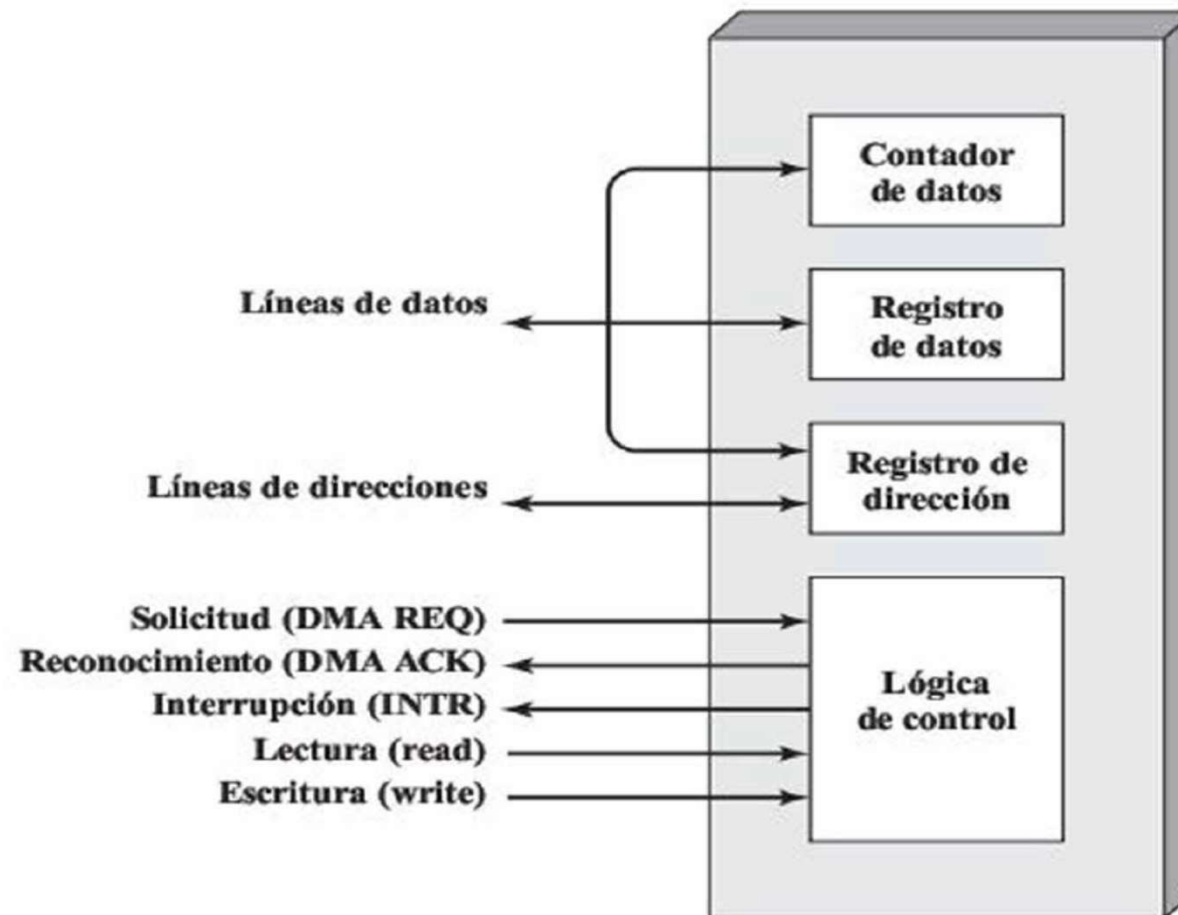 Contador
de datos
Líneas de datos
Registro
de datos
Líneas de direcciones
Registro de
dirección
Solicitud (DMA REQ)
Reconocimiento (DMA ACK)
Interrupción (INTR)
Lectura (read)
Escritura (write)
Lógica
de control